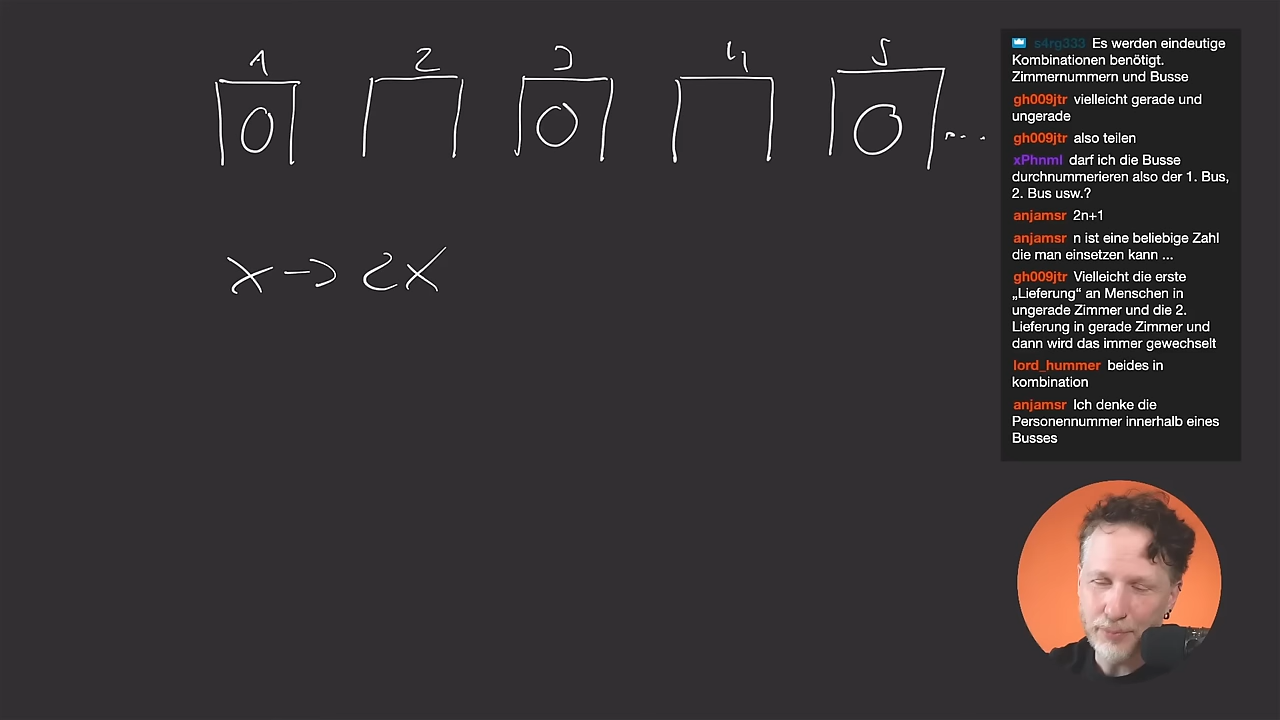 1 2 3 4 5
0 0 0 ...
x → 2x
s4rg333 Es werden eindeutige
Kombinationen benötigt.
Zimmernummern und Busse
gh009jtr vielleicht gerade und
ungerade
gh009jtr also teilen
xPhnml darf ich die Busse
durchnummerieren also der 1. Bus,
2. Bus usw.?
anjamsr 2n+1
anjamsr n ist eine beliebige Zahl
die man einsetzen kann ...
gh009jtr Vielleicht die erste
„Lieferung“ an Menschen in
ungerade Zimmer und die 2.
Lieferung in gerade Zimmer und
dann wird das immer gewechselt
lord_hummer beides in
kombination
anjamsr Ich denke die
Personennummer innerhalb eines
Busses